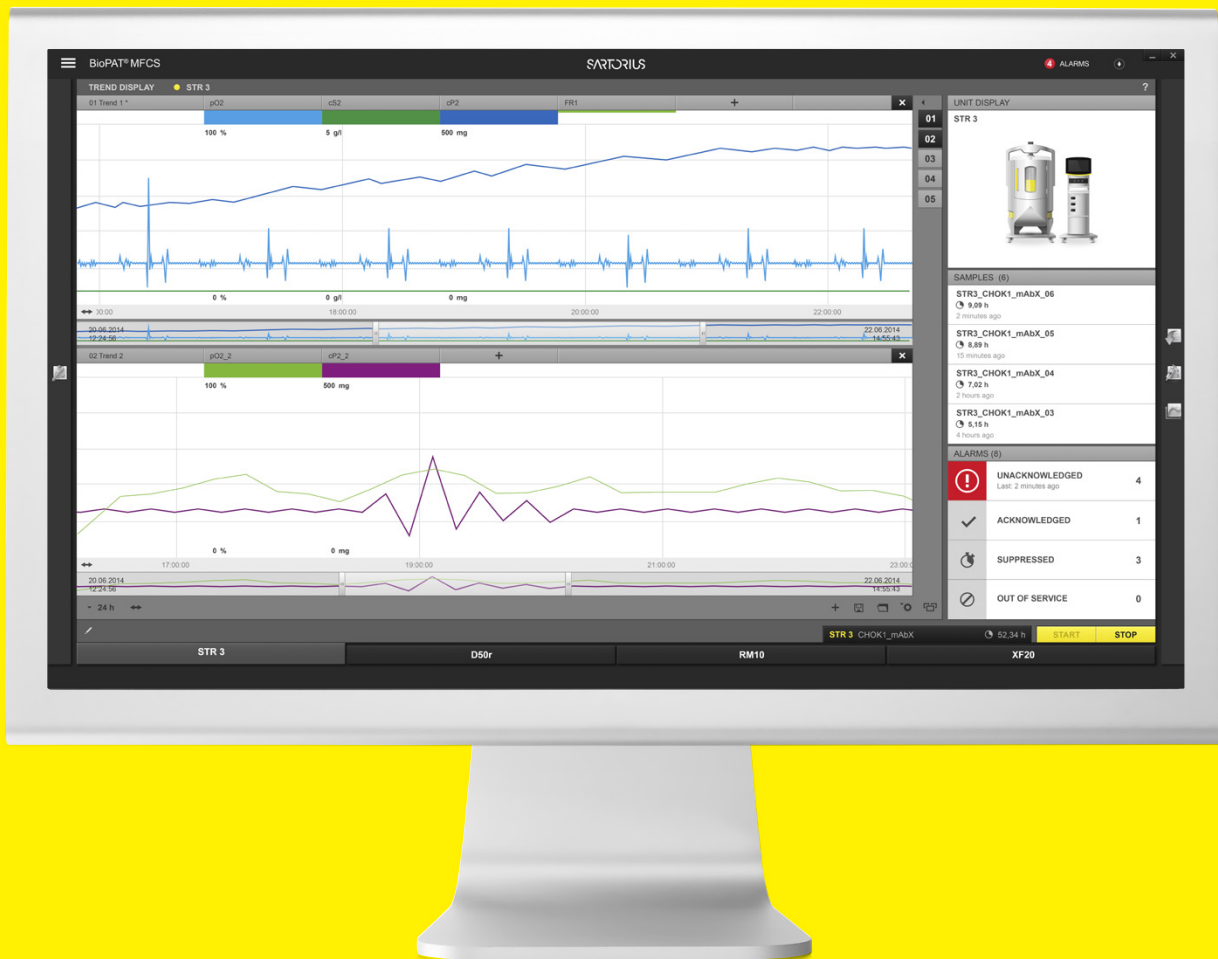 BioPAT® MFCS
SARTORIUS
4 ALARMS
TREND DISPLAY STR 3
?
01 Trend 1 * pO2 cS2 cP2 FR1 +
100 % 5 g/l 500 mg
0 % 0 g/l 0 mg
18:00:00 20:00:00 22:00:00
20.06.2014
12:24:56
22.06.2014
14:55:43
01
02
03
04
05
02 Trend 2 pO2_2 cP2_2 +
100 % 500 mg
0 % 0 mg
17:00:00 19:00:00 21:00:00 23:00:0
20.06.2014
12:24:56
22.06.2014
14:55:43
24 h
UNIT DISPLAY
STR 3
SAMPLES (6)
STR3_CHOK1_mAbX_06
9,09 h
2 minutes ago
STR3_CHOK1_mAbX_05
8,89 h
15 minutes ago
STR3_CHOK1_mAbX_04
7,02 h
2 hours ago
STR3_CHOK1_mAbX_03
5,15 h
4 hours ago
ALARMS (8)
UNACKNOWLEDGED 4
Last: 2 minutes ago
ACKNOWLEDGED 1
SUPPRESSED 3
OUT OF SERVICE 0
STR 3 CHOK1_mAbX 52,34 h START STOP
STR 3 D50r RM10 XF20